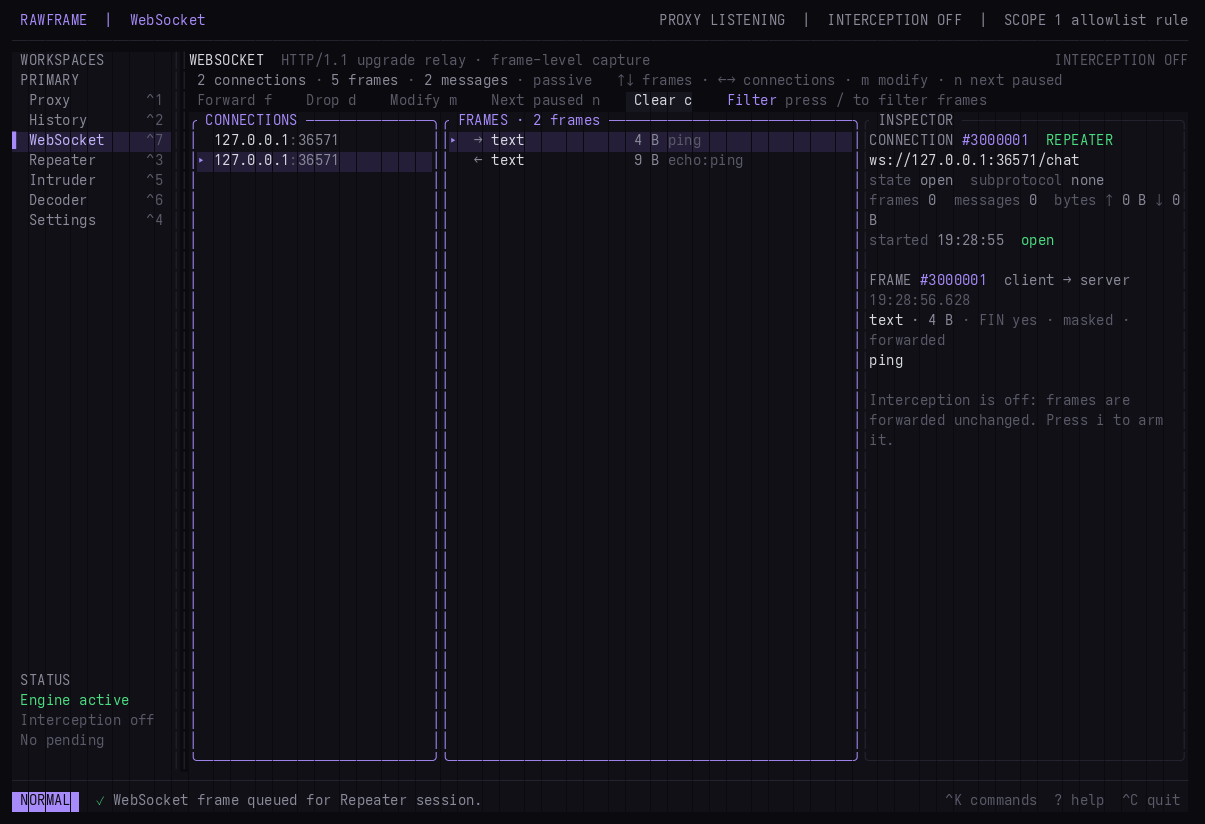 RAWFRAME | WebSocket PROXY LISTENING | INTERCEPTION OFF | SCOPE 1 allowlist rule
WORKSPACES
PRIMARY
Proxy ^1
History ^2
WebSocket ^7
Repeater ^3
Intruder ^5
Decoder ^6
Settings ^4
STATUS
Engine active
Interception off
No pending
WEBSOCKET HTTP/1.1 upgrade relay · frame-level capture INTERCEPTION OFF
2 connections · 5 frames · 2 messages · passive ↑↓ frames · ←→ connections · m modify · n next paused
Forward f Drop d Modify m Next paused n Clear c Filter press / to filter frames
CONNECTIONS
127.0.0.1:36571
▸ 127.0.0.1:36571
FRAMES · 2 frames
▸ → text 4 B ping
← text 9 B echo:ping
INSPECTOR
CONNECTION #3000001 REPEATER
ws://127.0.0.1:36571/chat
state open subprotocol none
frames 0 messages 0 bytes ↑ 0 B ↓ 0
B
started 19:28:55 open
FRAME #3000001 client → server
19:28:56.628
text · 4 B · FIN yes · masked ·
forwarded
ping
Interception is off: frames are
forwarded unchanged. Press i to arm
it.
NORMAL ✓ WebSocket frame queued for Repeater session. ^K commands ? help ^C quit